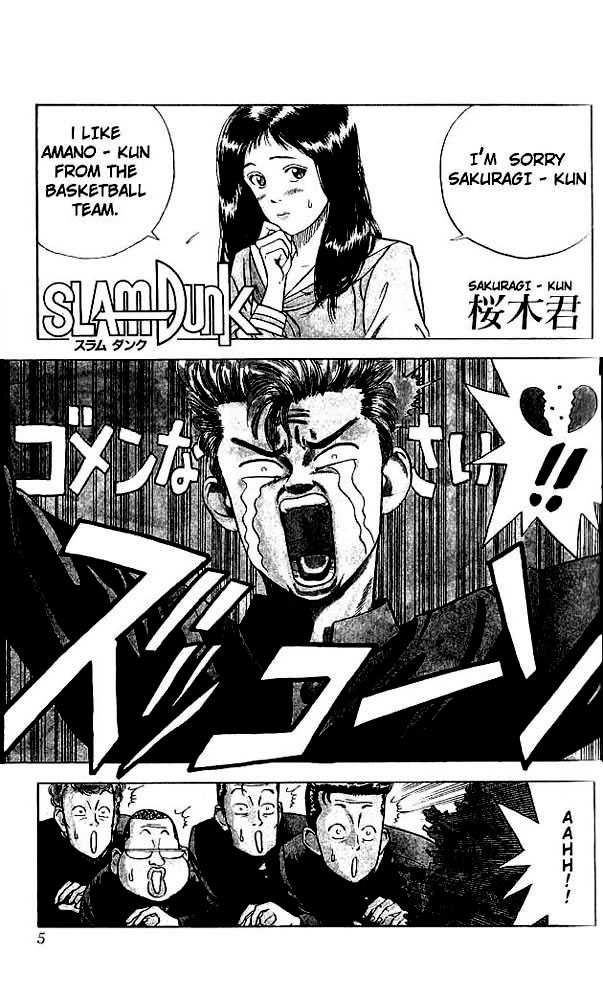 I'M SORRY
SAKURAGI - KUN
I LIKE
AMANO - KUN
FROM THE
BASKETBALL
TEAM.
SAKURAGI - KUN
桜木君
SLAM DUNK
スラム ダンク
!!
ゴメンなさい
ズッコーン
AAHH!!
5